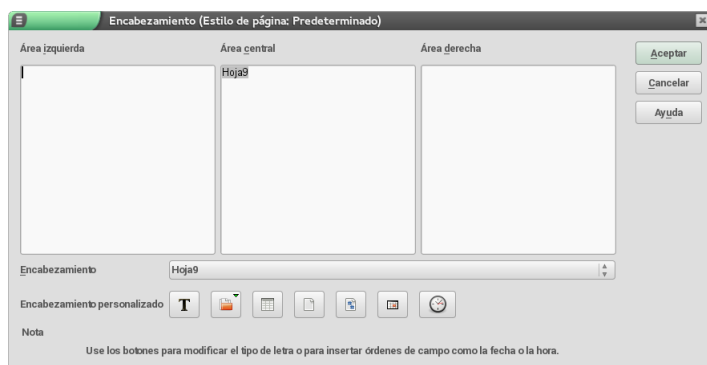 Encabezamiento (Estilo de página: Predeterminado)
Área izquierda
Área central
Área derecha
Hoja9
Aceptar
Cancelar
Ayuda
Encabezamiento
Hoja9
Encabezamiento personalizado
T
Nota
Use los botones para modificar el tipo de letra o para insertar órdenes de campo como la fecha o la hora.